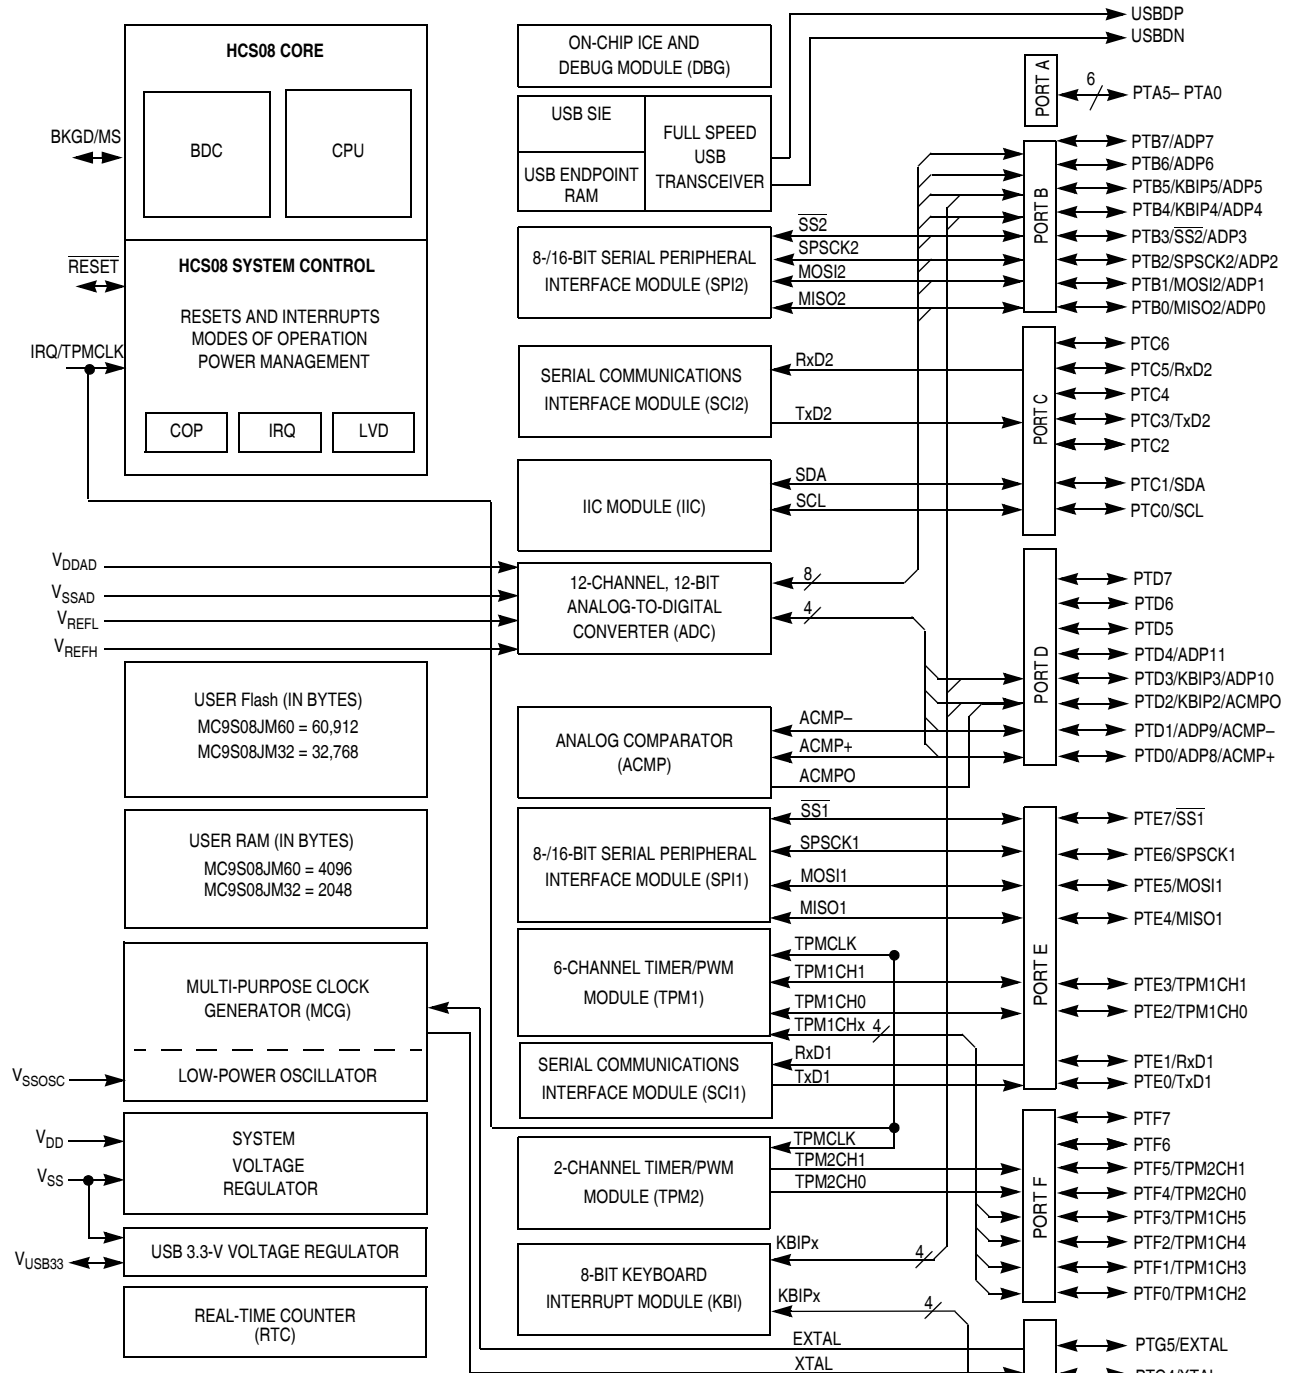 HCS08 CORE
BDC
CPU
BKGD/MS
HCS08 SYSTEM CONTROL
RESET
RESETS AND INTERRUPTS
MODES OF OPERATION
POWER MANAGEMENT
IRQ/TPMCLK
COP
IRQ
LVD
VDDAD
VSSAD
VREFL
VREFH
USER Flash (IN BYTES)
MC9S08JM60 = 60,912
MC9S08JM32 = 32,768
USER RAM (IN BYTES)
MC9S08JM60 = 4096
MC9S08JM32 = 2048
MULTI-PURPOSE CLOCK
GENERATOR (MCG)
LOW-POWER OSCILLATOR
VSSOSC
VDD
VSS
SYSTEM
VOLTAGE
REGULATOR
USB 3.3-V VOLTAGE REGULATOR
VUSB33
REAL-TIME COUNTER
(RTC)
ON-CHIP ICE AND
DEBUG MODULE (DBG)
USB SIE
USB ENDPOINT
RAM
FULL SPEED
USB
TRANSCEIVER
8-/16-BIT SERIAL PERIPHERAL
INTERFACE MODULE (SPI2)
SS2
SPSCK2
MOSI2
MISO2
SERIAL COMMUNICATIONS
INTERFACE MODULE (SCI2)
RxD2
TxD2
IIC MODULE (IIC)
SDA
SCL
12-CHANNEL, 12-BIT
ANALOG-TO-DIGITAL
CONVERTER (ADC)
8
4
ANALOG COMPARATOR
(ACMP)
ACMP–
ACMP+
ACMPO
8-/16-BIT SERIAL PERIPHERAL
INTERFACE MODULE (SPI1)
SS1
SPSCK1
MOSI1
MISO1
6-CHANNEL TIMER/PWM
MODULE (TPM1)
TPMCLK
TPM1CH1
TPM1CH0
TPM1CHx 4
SERIAL COMMUNICATIONS
INTERFACE MODULE (SCI1)
RxD1
TxD1
2-CHANNEL TIMER/PWM
MODULE (TPM2)
TPMCLK
TPM2CH1
TPM2CH0
8-BIT KEYBOARD
INTERRUPT MODULE (KBI)
KBIPx
4
KBIPx
4
EXTAL
XTAL
USBDP
USBDN
PORT A
6
PTA5– PTA0
PORT B
PTB7/ADP7
PTB6/ADP6
PTB5/KBIP5/ADP5
PTB4/KBIP4/ADP4
PTB3/SS2/ADP3
PTB2/SPSCK2/ADP2
PTB1/MOSI2/ADP1
PTB0/MISO2/ADP0
PORT C
PTC6
PTC5/RxD2
PTC4
PTC3/TxD2
PTC2
PTC1/SDA
PTC0/SCL
PORT D
PTD7
PTD6
PTD5
PTD4/ADP11
PTD3/KBIP3/ADP10
PTD2/KBIP2/ACMPO
PTD1/ADP9/ACMP–
PTD0/ADP8/ACMP+
PORT E
PTE7/SS1
PTE6/SPSCK1
PTE5/MOSI1
PTE4/MISO1
PTE3/TPM1CH1
PTE2/TPM1CH0
PTE1/RxD1
PTE0/TxD1
PORT F
PTF7
PTF6
PTF5/TPM2CH1
PTF4/TPM2CH0
PTF3/TPM1CH5
PTF2/TPM1CH4
PTF1/TPM1CH3
PTF0/TPM1CH2
PTG5/EXTAL